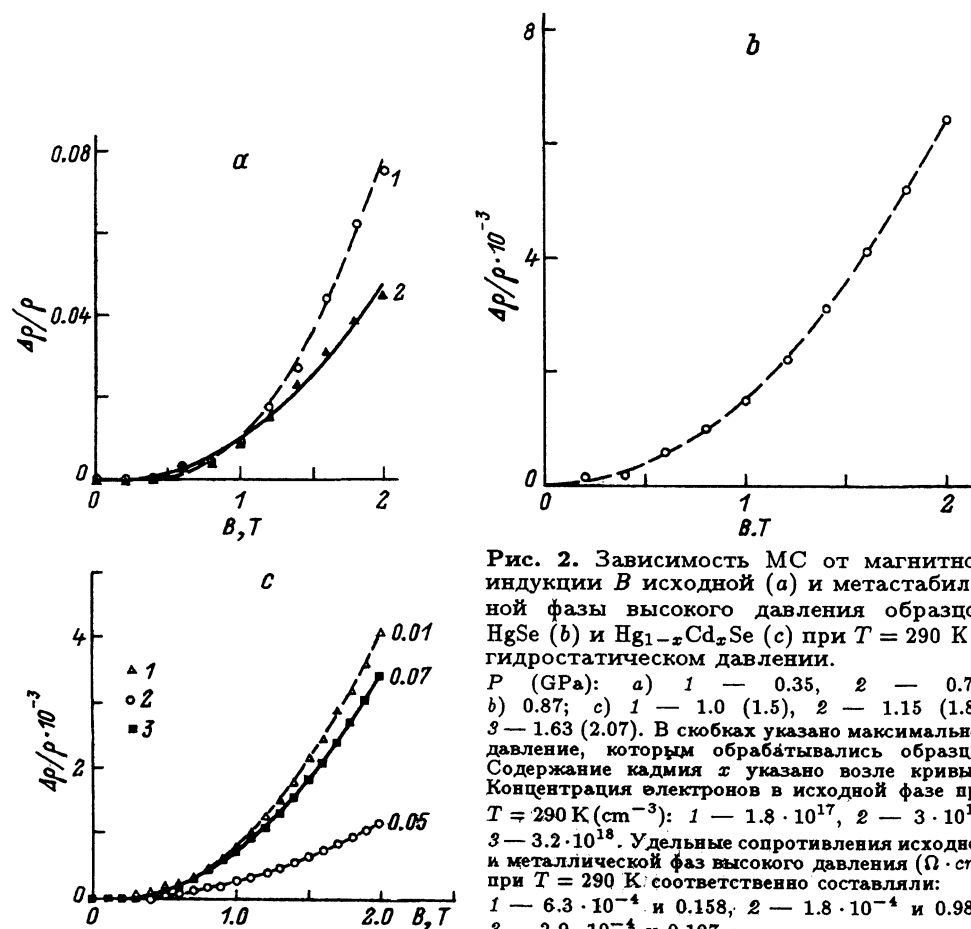 a
0.08
0.04
0
Δρ/ρ
1
2
0
1
2
B, T
b
8
4
0
Δρ/ρ·10⁻³
0
1
2
B.T
c
4
2
0
Δρ/ρ·10⁻³
1
2
3
0.01
0.07
0.05
0
1.0
2.0
B, T
Рис. 2. Зависимость МС от магнитно
индукции B исходной (a) и метастабил
ной фазы высокого давления образцо
HgSe (b) и Hg₁₋ₓCdₓSe (c) при T = 290 K
гидростатическом давлении.
P (GPa): a) 1 — 0.35, 2 — 0.7
b) 0.87; c) 1 — 1.0 (1.5), 2 — 1.15 (1.8
3 — 1.63 (2.07). В скобках указано максимальн
давление, которым обрабатывались образц
Содержание кадмия x указано возле кривы
Концентрация электронов в исходной фазе пр
T = 290 K (cm⁻³): 1 — 1.8 · 10¹⁷, 2 — 3 · 10¹
3 — 3.2 · 10¹⁸. Удельные сопротивления исходно
и металлической фаз высокого давления (Ω · cm
при T = 290 K соответственно составляли:
1 — 6.3 · 10⁻⁴ и 0.158, 2 — 1.8 · 10⁻⁴ и 0.98